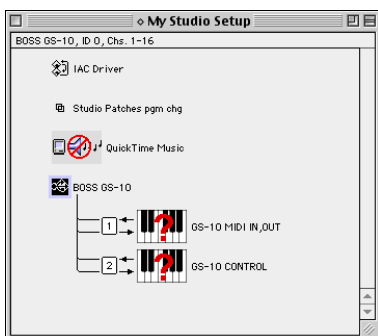 My Studio Setup
BOSS GS-10, ID 0, Chs. 1-16
IAC Driver
Studio Patches pgm chg
QuickTime Music
BOSS GS-10
1
GS-10 MIDI IN,OUT
2
GS-10 CONTROL